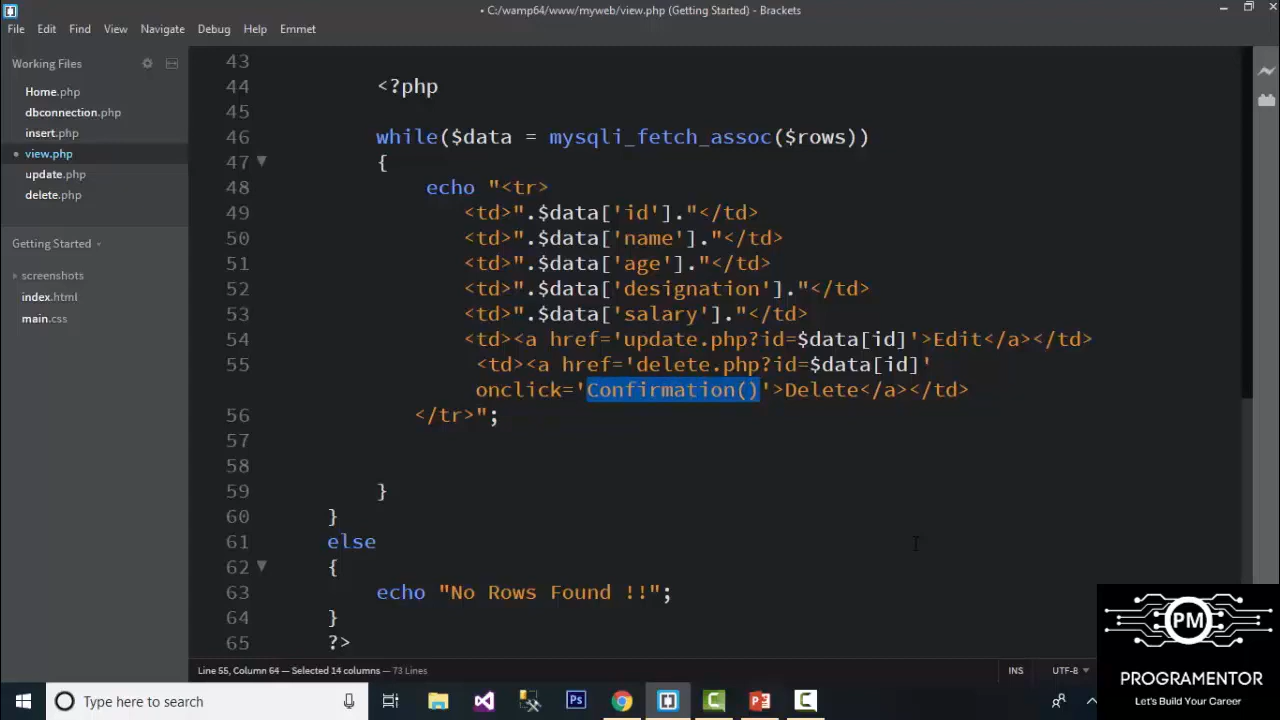 • C:/wamp64/www/myweb/view.php (Getting Started) - Brackets
File Edit Find View Navigate Debug Help Emmet
Working Files
Home.php
dbconnection.php
insert.php
view.php
update.php
delete.php
Getting Started
screenshots
index.html
main.css
43
44 <?php
45
46 while($data = mysqli_fetch_assoc($rows))
47 {
48 echo "<tr>
49 <td>".$data['id']."</td>
50 <td>".$data['name']."</td>
51 <td>".$data['age']."</td>
52 <td>".$data['designation']."</td>
53 <td>".$data['salary']."</td>
54 <td><a href='update.php?id=$data[id]'>Edit</a></td>
55 <td><a href='delete.php?id=$data[id]'
onclick='Confirmation()'>Delete</a></td>
56 </tr>";
57
58
59 }
60 }
61 else
62 {
63 echo "No Rows Found !!";
64 }
65 ?>
Line 55, Column 64 — Selected 14 columns — 73 Lines
INS UTF-8
PM
PROGRAMENTOR
Let's Build Your Career
Type here to search
Ps